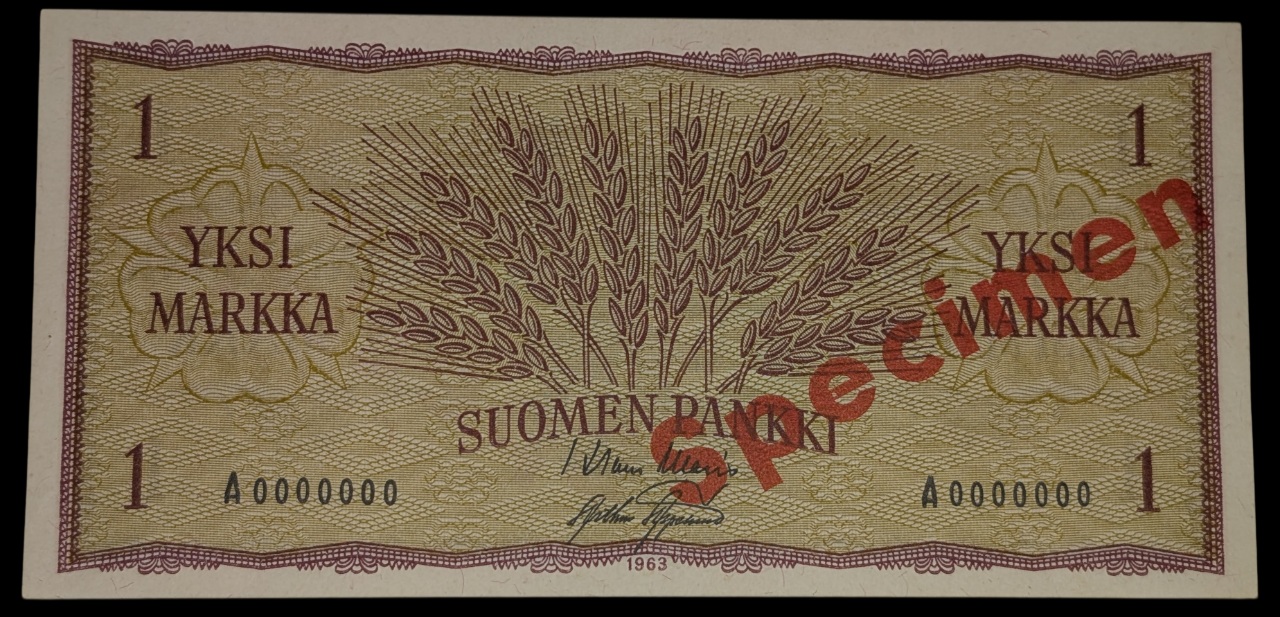 1
1
YKSI
MARKKA
YKSI
MARKKA
Specimen
SUOMEN PANKKI
1
A0000000
A0000000
1
1963